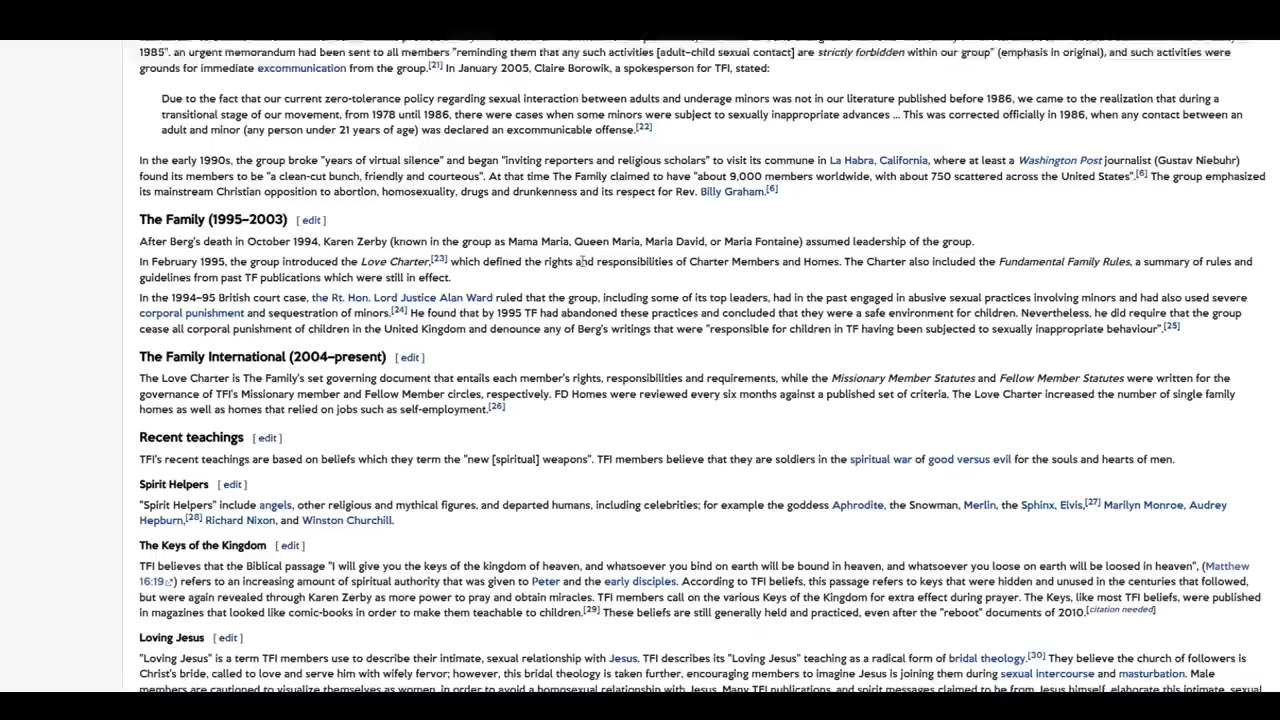 1985". an urgent memorandum had been sent to all members "reminding them that any such activities [adult-child sexual contact] are strictly forbidden within our group" (emphasis in original), and such activities were
grounds for immediate excommunication from the group.[21] In January 2005, Claire Borowik, a spokesperson for TFI, stated:
Due to the fact that our current zero-tolerance policy regarding sexual interaction between adults and underage minors was not in our literature published before 1986, we came to the realization that during a
transitional stage of our movement, from 1978 until 1986, there were cases when some minors were subject to sexually inappropriate advances ... This was corrected officially in 1986, when any contact between an
adult and minor (any person under 21 years of age) was declared an excommunicable offense.[22]
In the early 1990s, the group broke "years of virtual silence" and began "inviting reporters and religious scholars" to visit its commune in La Habra, California, where at least a Washington Post journalist (Gustav Niebuhr)
found its members to be "a clean-cut bunch, friendly and courteous". At that time The Family claimed to have "about 9,000 members worldwide, with about 750 scattered across the United States".[6] The group emphasized
its mainstream Christian opposition to abortion, homosexuality, drugs and drunkenness and its respect for Rev. Billy Graham.[6]
The Family (1995–2003) [ edit ]
After Berg's death in October 1994, Karen Zerby (known in the group as Mama Maria, Queen Maria, Maria David, or Maria Fontaine) assumed leadership of the group.
In February 1995, the group introduced the Love Charter,[23] which defined the rights and responsibilities of Charter Members and Homes. The Charter also included the Fundamental Family Rules, a summary of rules and
guidelines from past TF publications which were still in effect.
In the 1994–95 British court case, the Rt. Hon. Lord Justice Alan Ward ruled that the group, including some of its top leaders, had in the past engaged in abusive sexual practices involving minors and had also used severe
corporal punishment and sequestration of minors.[24] He found that by 1995 TF had abandoned these practices and concluded that they were a safe environment for children. Nevertheless, he did require that the group
cease all corporal punishment of children in the United Kingdom and denounce any of Berg's writings that were "responsible for children in TF having been subjected to sexually inappropriate behaviour".[25]
The Family International (2004–present) [ edit ]
The Love Charter is The Family's set governing document that entails each member's rights, responsibilities and requirements, while the Missionary Member Statutes and Fellow Member Statutes were written for the
governance of TFI's Missionary member and Fellow Member circles, respectively. FD Homes were reviewed every six months against a published set of criteria. The Love Charter increased the number of single family
homes as well as homes that relied on jobs such as self-employment.[26]
Recent teachings [ edit ]
TFI's recent teachings are based on beliefs which they term the "new [spiritual] weapons". TFI members believe that they are soldiers in the spiritual war of good versus evil for the souls and hearts of men.
Spirit Helpers [ edit ]
"Spirit Helpers" include angels, other religious and mythical figures, and departed humans, including celebrities; for example the goddess Aphrodite, the Snowman, Merlin, the Sphinx, Elvis,[27] Marilyn Monroe, Audrey
Hepburn,[28] Richard Nixon, and Winston Churchill.
The Keys of the Kingdom [ edit ]
TFI believes that the Biblical passage "I will give you the keys of the kingdom of heaven, and whatsoever you bind on earth will be bound in heaven, and whatsoever you loose on earth will be loosed in heaven", (Matthew
16:19) refers to an increasing amount of spiritual authority that was given to Peter and the early disciples. According to TFI beliefs, this passage refers to keys that were hidden and unused in the centuries that followed,
but were again revealed through Karen Zerby as more power to pray and obtain miracles. TFI members call on the various Keys of the Kingdom for extra effect during prayer. The Keys, like most TFI beliefs, were published
in magazines that looked like comic-books in order to make them teachable to children.[29] These beliefs are still generally held and practiced, even after the "reboot" documents of 2010.[citation needed]
Loving Jesus [ edit ]
"Loving Jesus" is a term TFI members use to describe their intimate, sexual relationship with Jesus. TFI describes its "Loving Jesus" teaching as a radical form of bridal theology.[30] They believe the church of followers is
Christ's bride, called to love and serve him with wifely fervor; however, this bridal theology is taken further, encouraging members to imagine Jesus is joining them during sexual intercourse and masturbation. Male
members are cautioned to visualize themselves as women, in order to avoid a homosexual relationship with Jesus. Many TFI publications, and spirit messages claimed to be from Jesus himself, elaborate this intimate, sexual